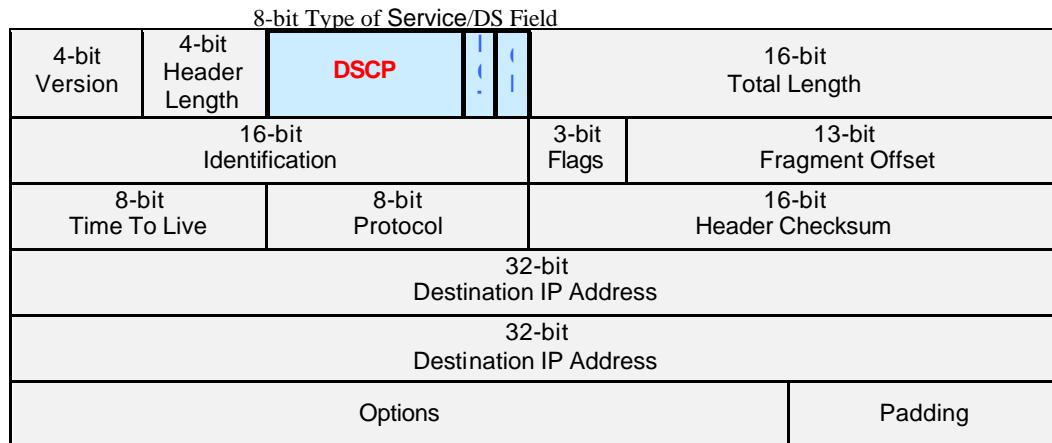 8-bit Type of Service/DS Field
4-bit
Version
4-bit
Header
Length
DSCP
16-bit
Total Length
16-bit
Identification
3-bit
Flags
13-bit
Fragment Offset
8-bit
Time To Live
8-bit
Protocol
16-bit
Header Checksum
32-bit
Destination IP Address
32-bit
Destination IP Address
Options
Padding